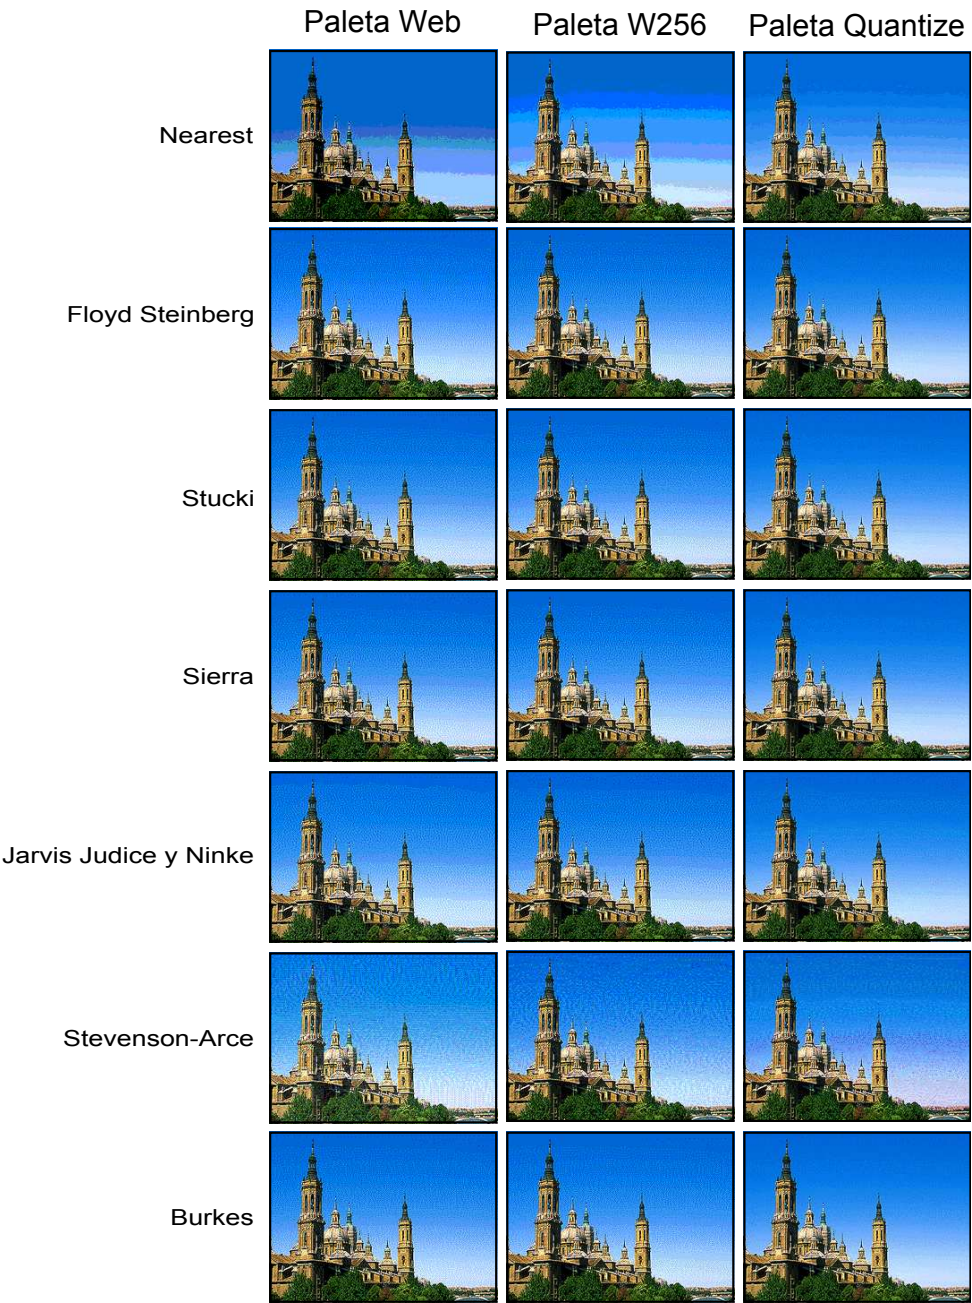 Paleta Web Paleta W256 Paleta Quantize
Nearest
Floyd Steinberg
Stucki
Sierra
Jarvis Judice y Ninke
Stevenson-Arce
Burkes